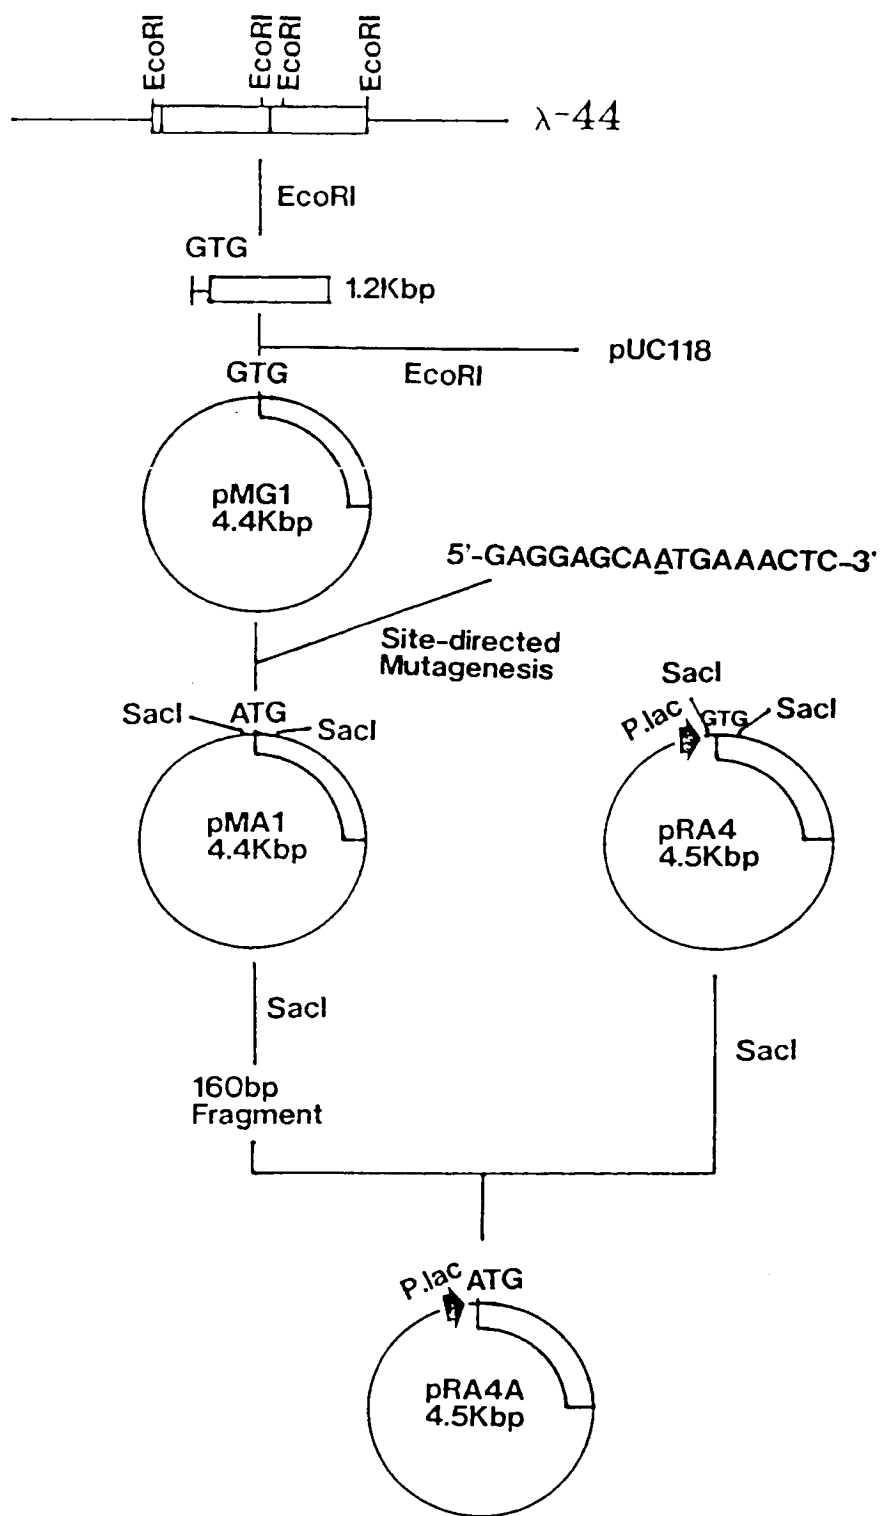 EcoRI
EcoRI
EcoRI
EcoRI
λ-44
EcoRI
GTG
1.2Kbp
pUC118
EcoRI
GTG
pMG1
4.4Kbp
5'-GAGGAGCAATGAAACTC-3'
Site-directed
Mutagenesis
SacI
ATG
SacI
pMA1
4.4Kbp
SacI
P.lac
GTG
SacI
pRA4
4.5Kbp
SacI
160bp
Fragment
SacI
P.lac
ATG
pRA4A
4.5Kbp